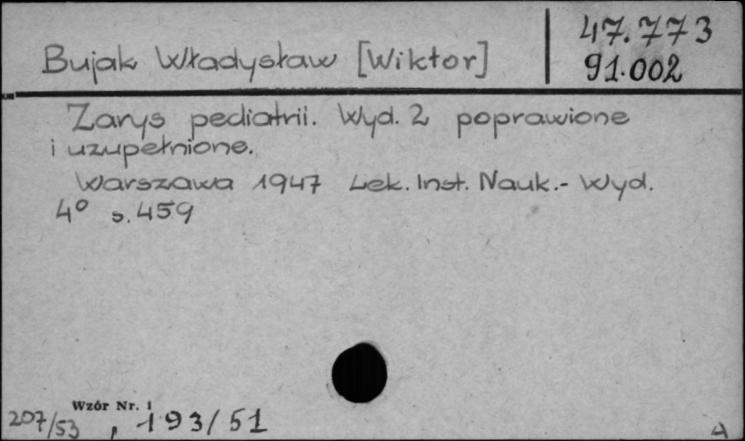 Bujak Władysław [Wiktor]
47.773
91.002
Zarys pediatrii. Wyd. 2 poprawione
i uzupełnione.
Warszawa 1947 Lek. Inst. Nauk.- Wyd.
4° s. 459
Wzór Nr. 1
207/53, 193/51
A